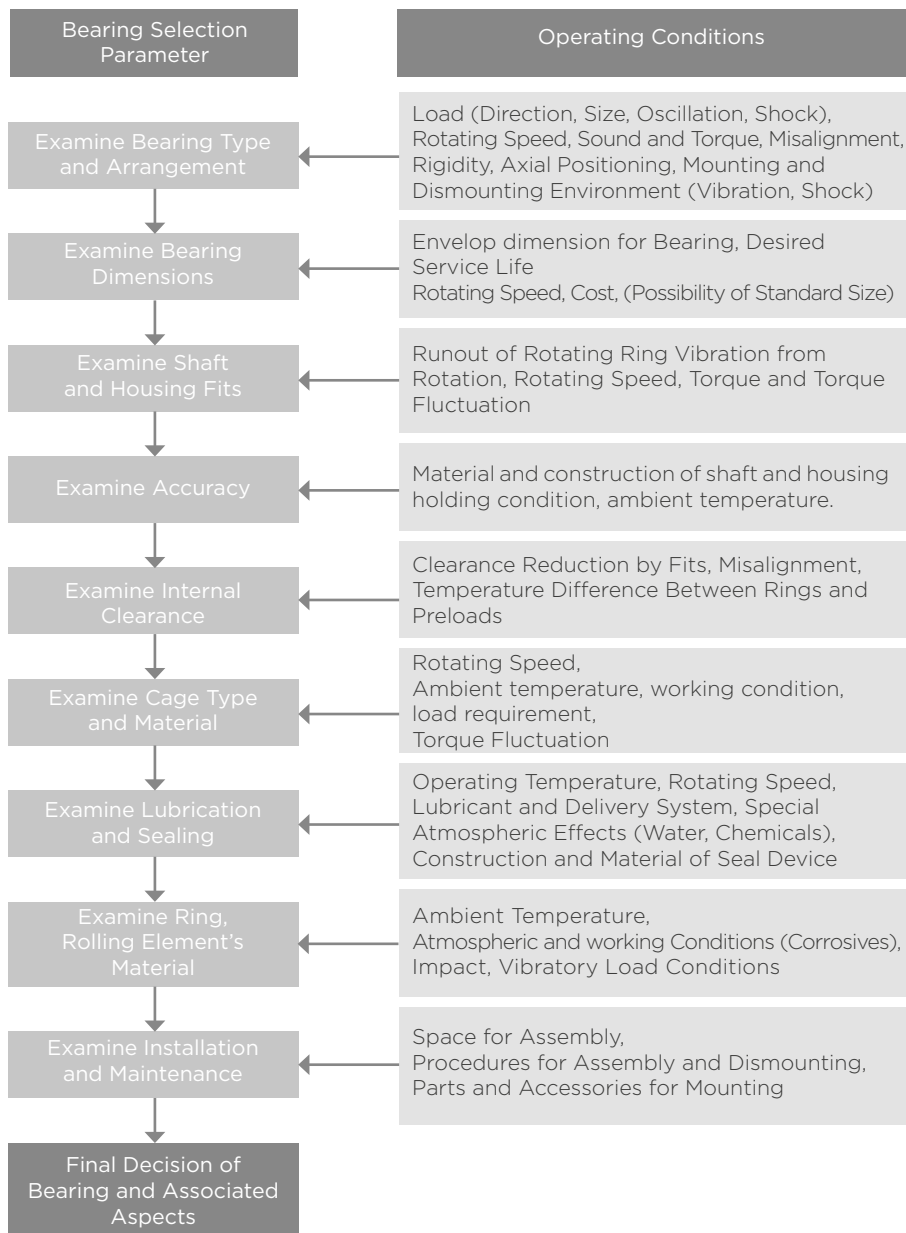 Bearing Selection
Parameter
Operating Conditions
Examine Bearing Type
and Arrangement
Load (Direction, Size, Oscillation, Shock),
Rotating Speed, Sound and Torque, Misalignment,
Rigidity, Axial Positioning, Mounting and
Dismounting Environment (Vibration, Shock)
Examine Bearing
Dimensions
Envelop dimension for Bearing, Desired
Service Life
Rotating Speed, Cost, (Possibility of Standard Size)
Examine Shaft
and Housing Fits
Runout of Rotating Ring Vibration from
Rotation, Rotating Speed, Torque and Torque
Fluctuation
Examine Accuracy
Material and construction of shaft and housing
holding condition, ambient temperature.
Examine Internal
Clearance
Clearance Reduction by Fits, Misalignment,
Temperature Difference Between Rings and
Preloads
Examine Cage Type
and Material
Rotating Speed,
Ambient temperature, working condition,
load requirement,
Torque Fluctuation
Examine Lubrication
and Sealing
Operating Temperature, Rotating Speed,
Lubricant and Delivery System, Special
Atmospheric Effects (Water, Chemicals),
Construction and Material of Seal Device
Examine Ring,
Rolling Element's
Material
Ambient Temperature,
Atmospheric and working Conditions (Corrosives),
Impact, Vibratory Load Conditions
Examine Installation
and Maintenance
Space for Assembly,
Procedures for Assembly and Dismounting,
Parts and Accessories for Mounting
Final Decision of
Bearing and Associated
Aspects